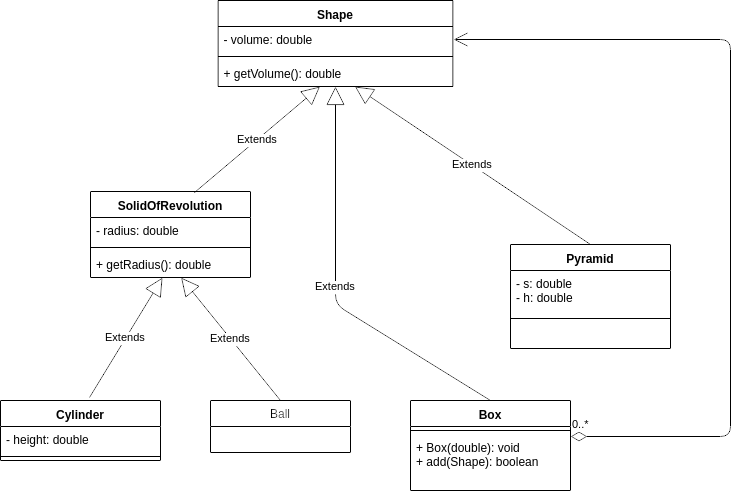 Shape
- volume: double
+ getVolume(): double
Extends
Extends
SolidOfRevolution
- radius: double
+ getRadius(): double
Pyramid
- s: double
- h: double
Extends
Extends
Extends
Cylinder
- height: double
Ball
Box
+ Box(double): void
+ add(Shape): boolean
0..*